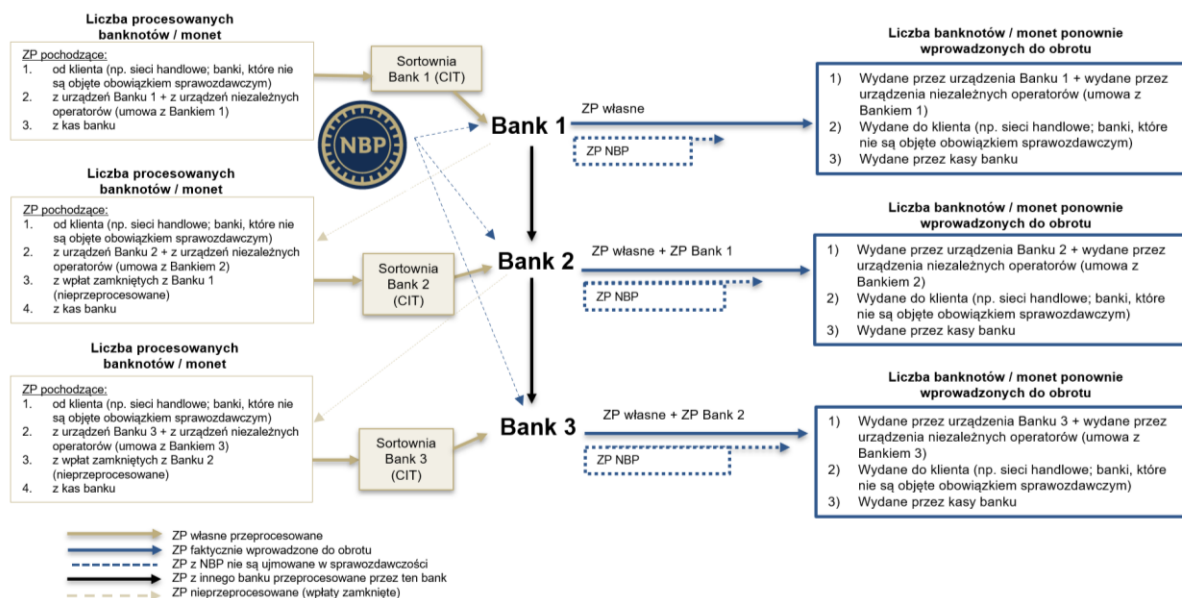 Liczba procesowanych
banknotów / monet
ZP pochodzące:
1. od klienta (np. sieci handlowe; banki, które nie
są objęte obowiązkiem sprawozdawczym)
2. z urządzeń Banku 1 + z urządzeń niezależnych
operatorów (umowa z Bankiem 1)
3. z kas banku
Sortownia
Bank 1 (CIT)
NBP
Bank 1
ZP własne
ZP NBP
Liczba banknotów / monet ponownie
wprowadzonych do obrotu
1) Wydane przez urządzenia Banku 1 + wydane przez
urządzenia niezależnych operatorów (umowa z
Bankiem 1)
2) Wydane do klienta (np. sieci handlowe; banki, które
nie są objęte obowiązkiem sprawozdawczym)
3) Wydane przez kasy banku
Liczba procesowanych
banknotów / monet
ZP pochodzące:
1. od klienta (np. sieci handlowe; banki, które nie
są objęte obowiązkiem sprawozdawczym)
2. z urządzeń Banku 2 + z urządzeń niezależnych
operatorów (umowa z Bankiem 2)
3. z wpłat zamkniętych z Banku 1
(nieprzeprocesowane)
4. z kas banku
Sortownia
Bank 2
(CIT)
Bank 2
ZP własne + ZP Bank 1
ZP NBP
Liczba banknotów / monet ponownie
wprowadzonych do obrotu
1) Wydane przez urządzenia Banku 2 + wydane przez
urządzenia niezależnych operatorów (umowa z
Bankiem 2)
2) Wydane do klienta (np. sieci handlowe; banki, które
nie są objęte obowiązkiem sprawozdawczym)
3) Wydane przez kasy banku
Liczba procesowanych
banknotów / monet
ZP pochodzące:
1. od klienta (np. sieci handlowe; banki, które nie
są objęte obowiązkiem sprawozdawczym)
2. z urządzeń Banku 3 + z urządzeń niezależnych
operatorów (umowa z Bankiem 3)
3. z wpłat zamkniętych z Banku 2
(nieprzeprocesowane)
4. z kas banku
Sortownia
Bank 3
(CIT)
Bank 3
ZP własne + ZP Bank 2
ZP NBP
Liczba banknotów / monet ponownie
wprowadzonych do obrotu
1) Wydane przez urządzenia Banku 3 + wydane przez
urządzenia niezależnych operatorów (umowa z
Bankiem 3)
2) Wydane do klienta (np. sieci handlowe; banki, które
nie są objęte obowiązkiem sprawozdawczym)
3) Wydane przez kasy banku
ZP własne przeprocesowane
ZP faktycznie wprowadzone do obrotu
ZP z NBP nie są ujmowane w sprawozdawczości
ZP z innego banku przeprocesowane przez ten bank
ZP nieprzeprocesowane (wpłaty zamknięte)